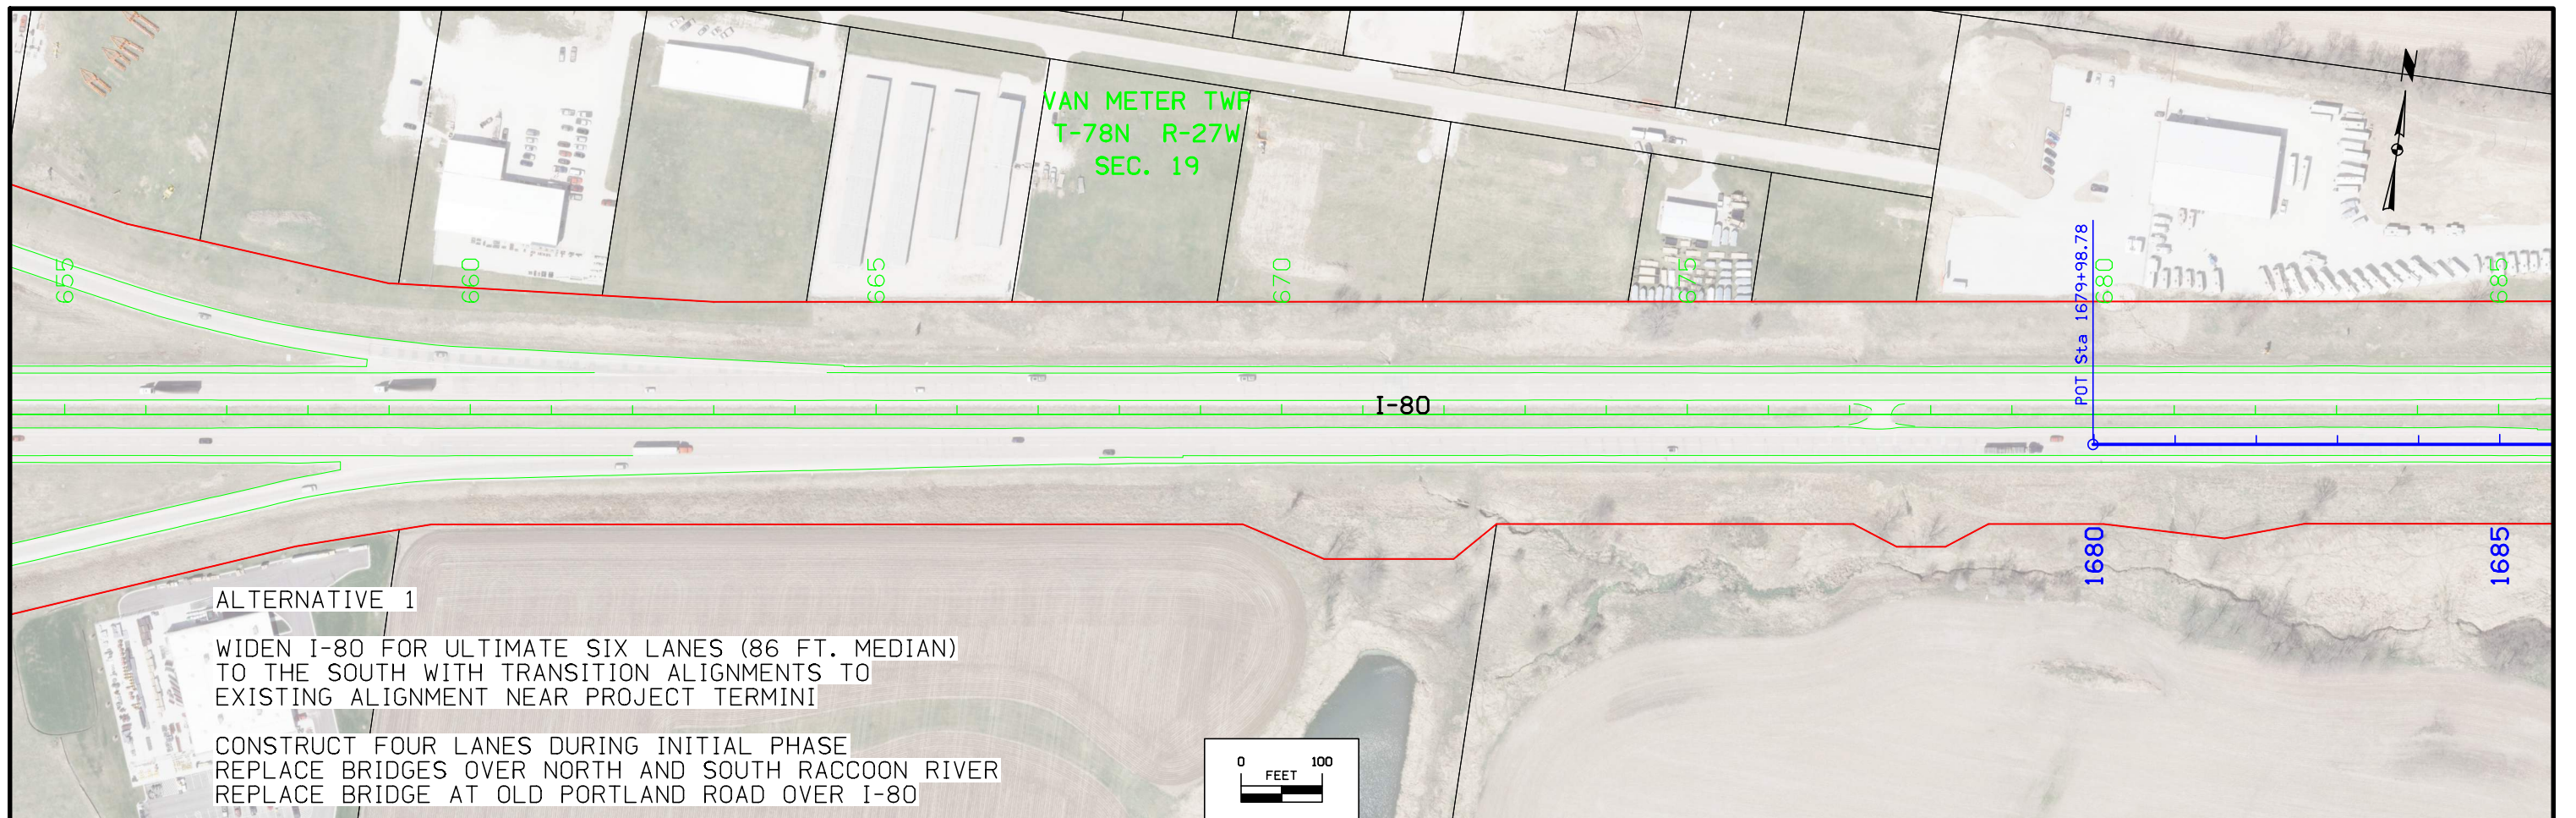 VAN METER TWP
T-78N R-27W
SEC. 19
655
660
665
670
675
680
685
POT Sta 1679+98.78
I-80
1680
1685
ALTERNATIVE 1
WIDEN I-80 FOR ULTIMATE SIX LANES (86 FT. MEDIAN)
TO THE SOUTH WITH TRANSITION ALIGNMENTS TO
EXISTING ALIGNMENT NEAR PROJECT TERMINI
CONSTRUCT FOUR LANES DURING INITIAL PHASE
REPLACE BRIDGES OVER NORTH AND SOUTH RACCOON RIVER
REPLACE BRIDGE AT OLD PORTLAND ROAD OVER I-80
0 100
FEET
N